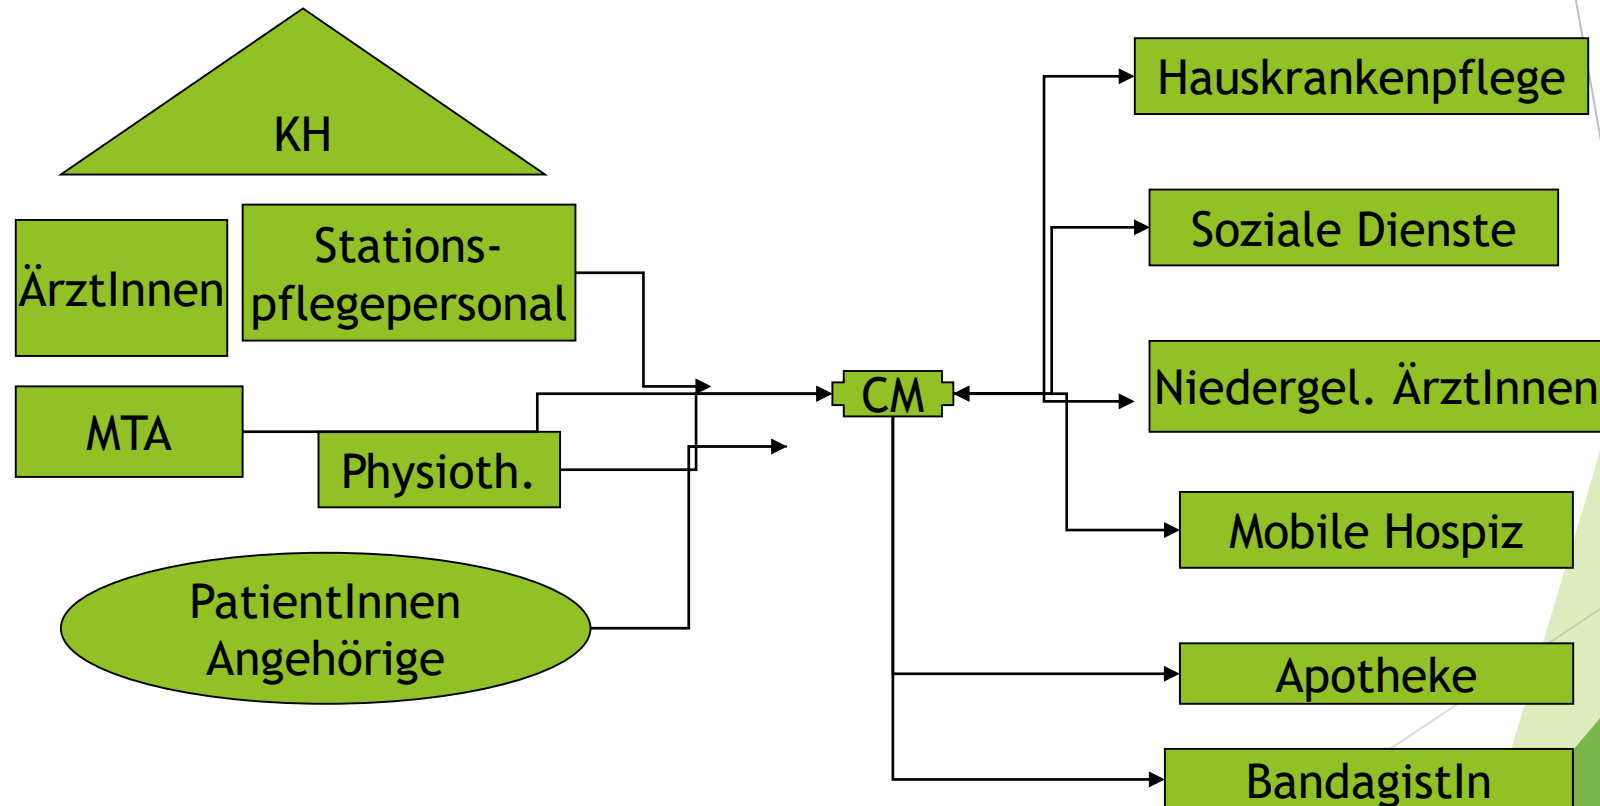 KH
ÄrztInnen
Stations-
pflegepersonal
MTA
Physioth.
PatientInnen
Angehörige
CM
Hauskrankenpflege
Soziale Dienste
Niedergel. ÄrztInnen
Mobile Hospiz
Apotheke
BandagistIn